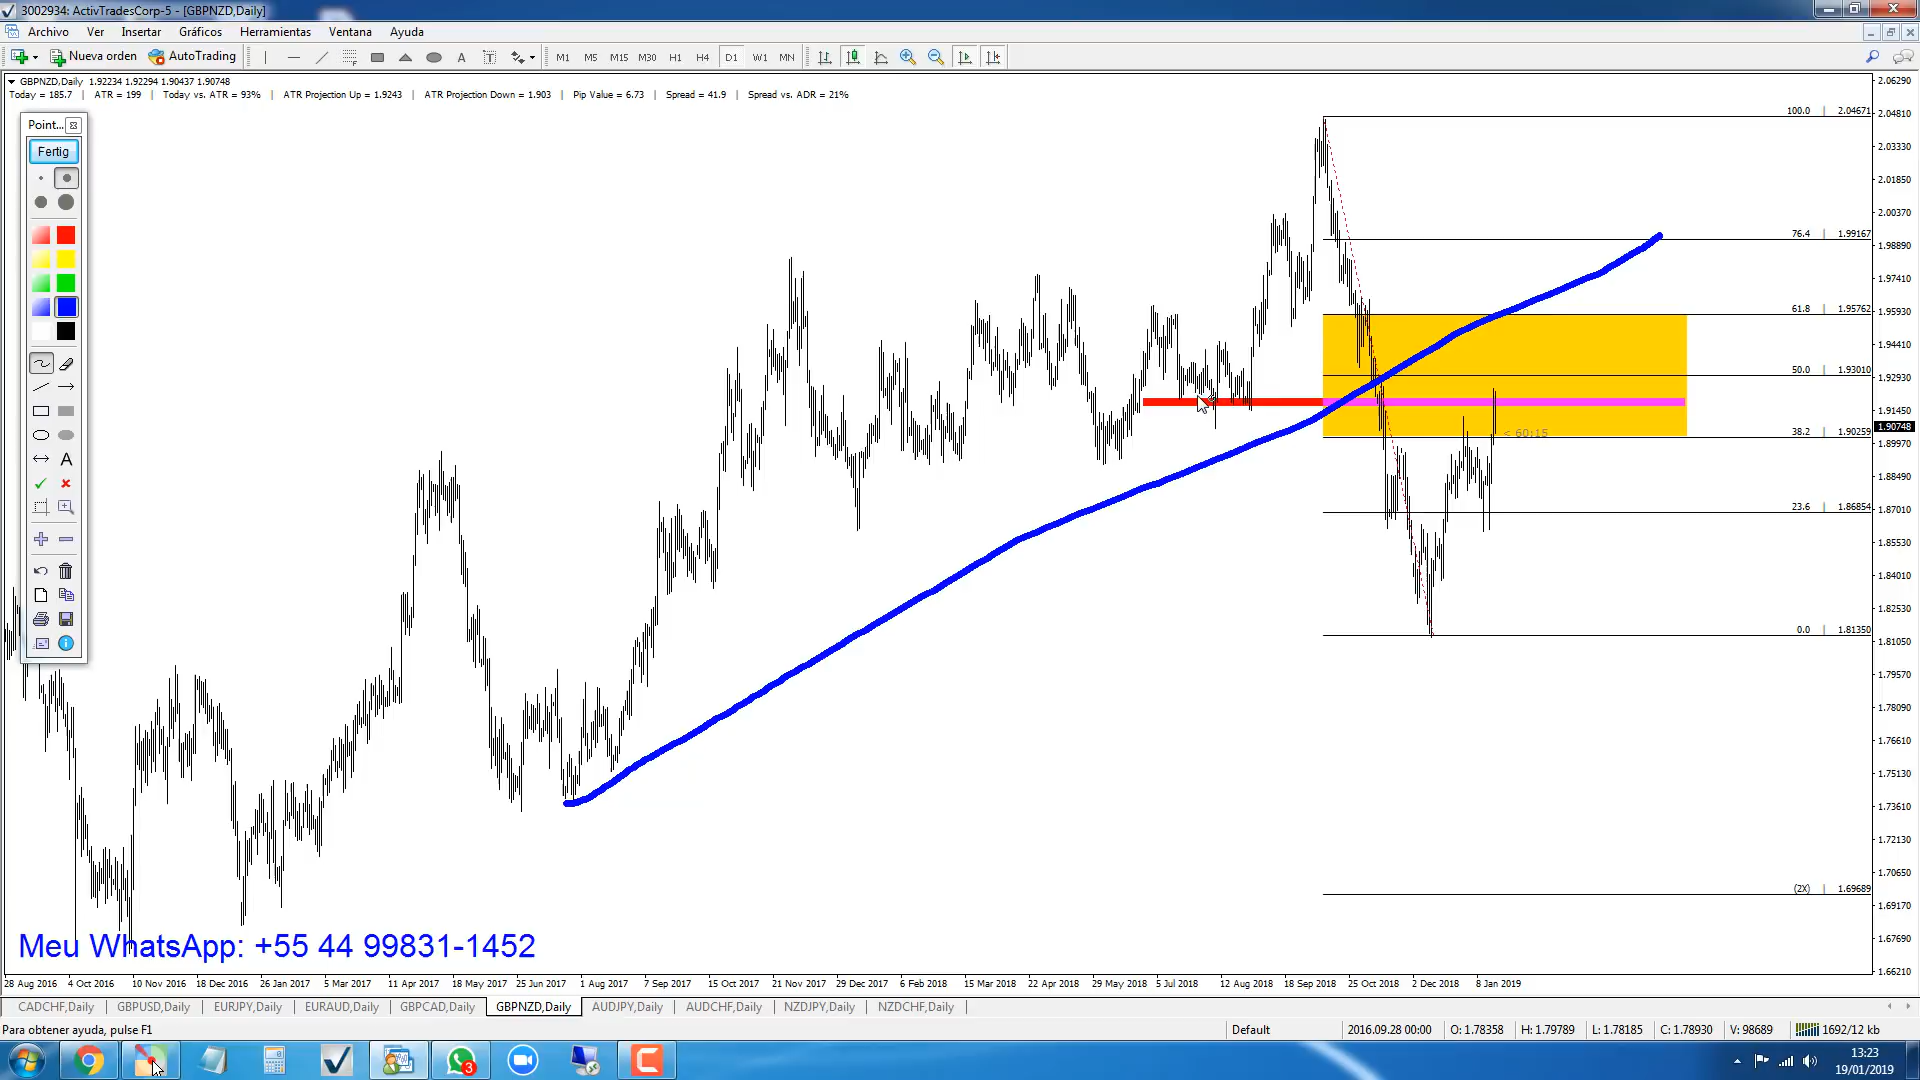 3002934: ActivTradesCorp-5 - [GBPNZD,Daily]
Archivo Ver Insertar Gráficos Herramientas Ventana Ayuda
Nueva orden AutoTrading A T M1 M5 M15 M30 H1 H4 D1 W1 MN
GBPNZD,Daily 1.92234 1.92294 1.90437 1.90748
Today = 185.7 | ATR = 199 | Today vs. ATR = 93% | ATR Projection Up = 1.9243 | ATR Projection Down = 1.903 | Pip Value = 6.73 | Spread = 41.9 | Spread vs. ADR = 21%
Point...
Fertig
A
100.0 | 2.04671
76.4 | 1.99167
61.8 | 1.95762
50.0 | 1.93010
38.2 | 1.90259
23.6 | 1.86854
0.0 | 1.81350
(2X) | 1.69689
< 60:15
2.06290
2.04810
2.03330
2.01850
2.00370
1.98890
1.97410
1.95930
1.94410
1.92930
1.91450
1.90748
1.89970
1.88490
1.87010
1.85530
1.84010
1.82530
1.81050
1.79570
1.78090
1.76610
1.75130
1.73610
1.72130
1.70650
1.69170
1.67690
1.66210
Meu WhatsApp: +55 44 99831-1452
28 Aug 2016 4 Oct 2016 10 Nov 2016 18 Dec 2016 26 Jan 2017 5 Mar 2017 11 Apr 2017 18 May 2017 25 Jun 2017 1 Aug 2017 7 Sep 2017 15 Oct 2017 21 Nov 2017 29 Dec 2017 6 Feb 2018 15 Mar 2018 22 Apr 2018 29 May 2018 5 Jul 2018 12 Aug 2018 18 Sep 2018 25 Oct 2018 2 Dec 2018 8 Jan 2019
CADCHF,Daily GBPUSD,Daily EURJPY,Daily EURAUD,Daily GBPCAD,Daily GBPNZD,Daily AUDJPY,Daily AUDCHF,Daily NZDJPY,Daily NZDCHF,Daily
Para obtener ayuda, pulse F1 Default 2016.09.28 00:00 O: 1.78358 H: 1.79789 L: 1.78185 C: 1.78930 V: 98689 1692/12 kb
3
13:23
19/01/2019